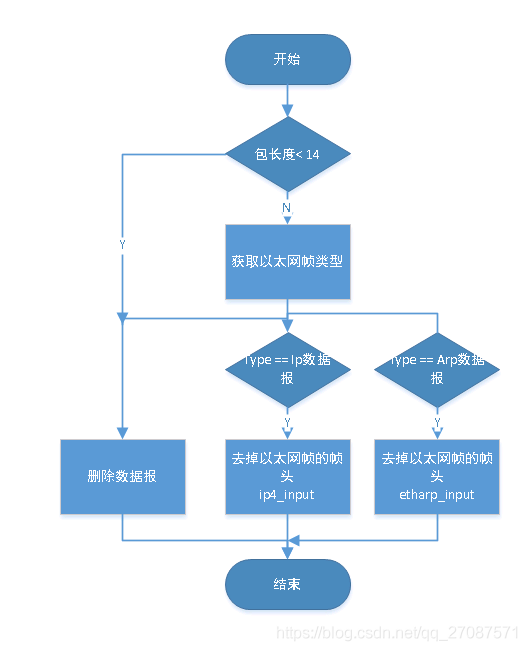 开始
包长度< 14
N
Y
获取以太网帧类型
Type == Ip数据
报
Type == Arp数据
报
Y
Y
删除数据报
去掉以太网帧的帧
头
ip4_input
去掉以太网帧的帧
头
etharp_input
结束
https://blog.csdn.net/qq_27087571